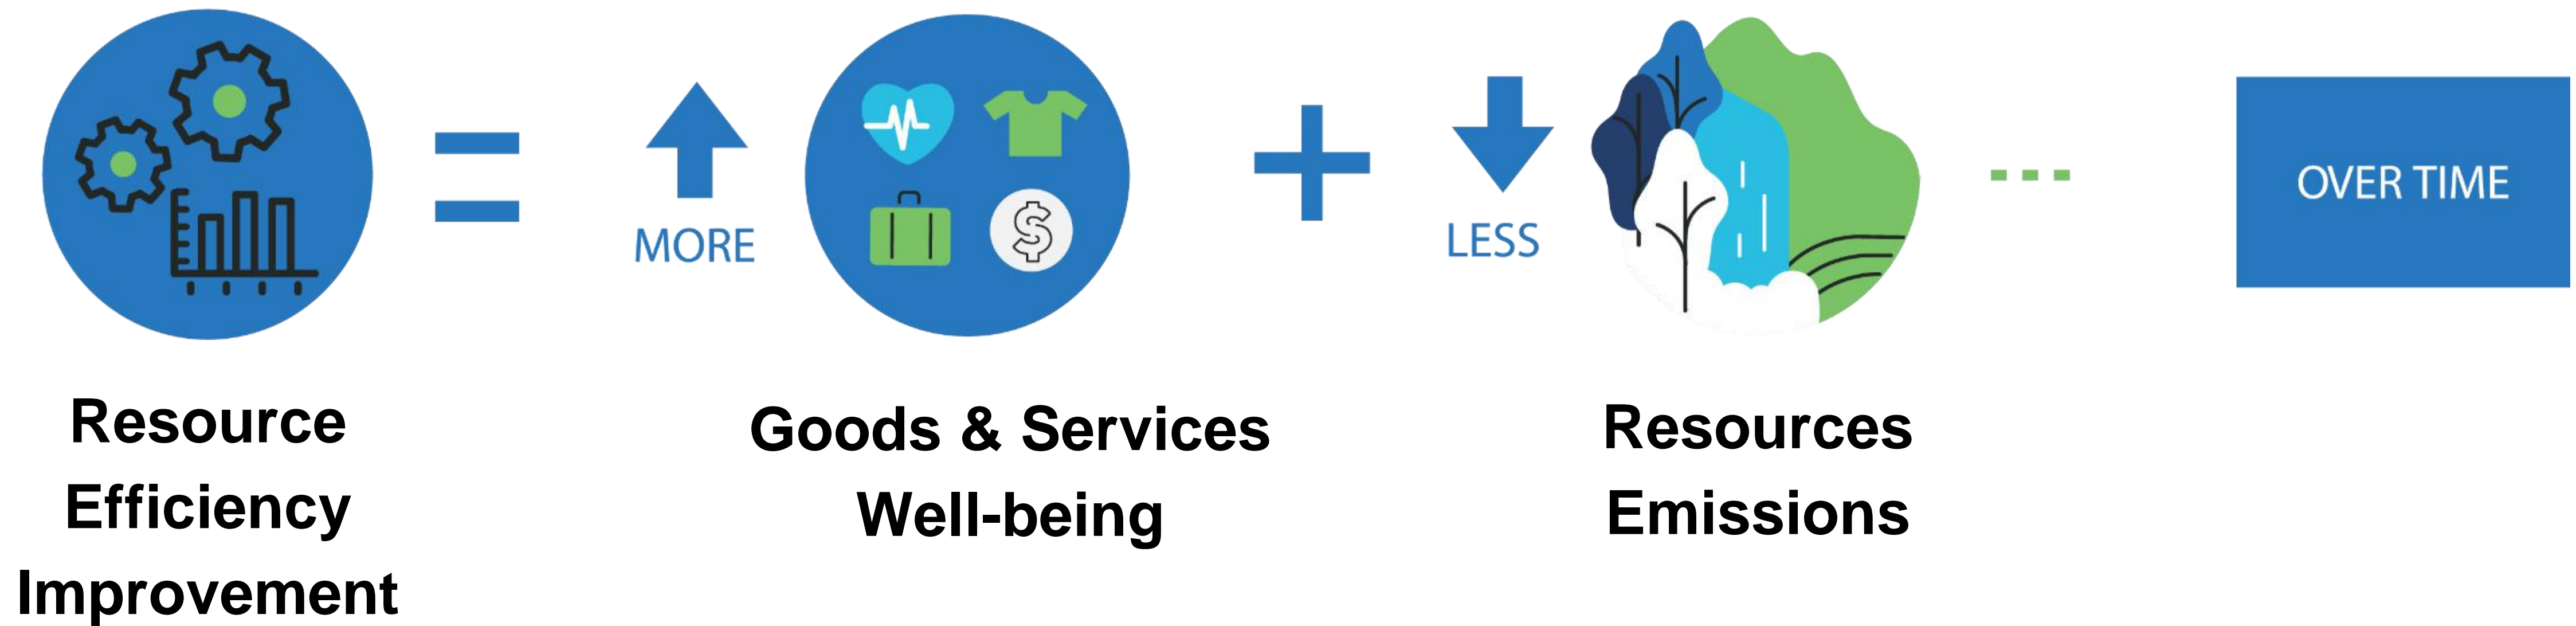 MORE
LESS
OVER TIME
$
Resource
Efficiency
Improvement
Goods & Services
Well-being
Resources
Emissions